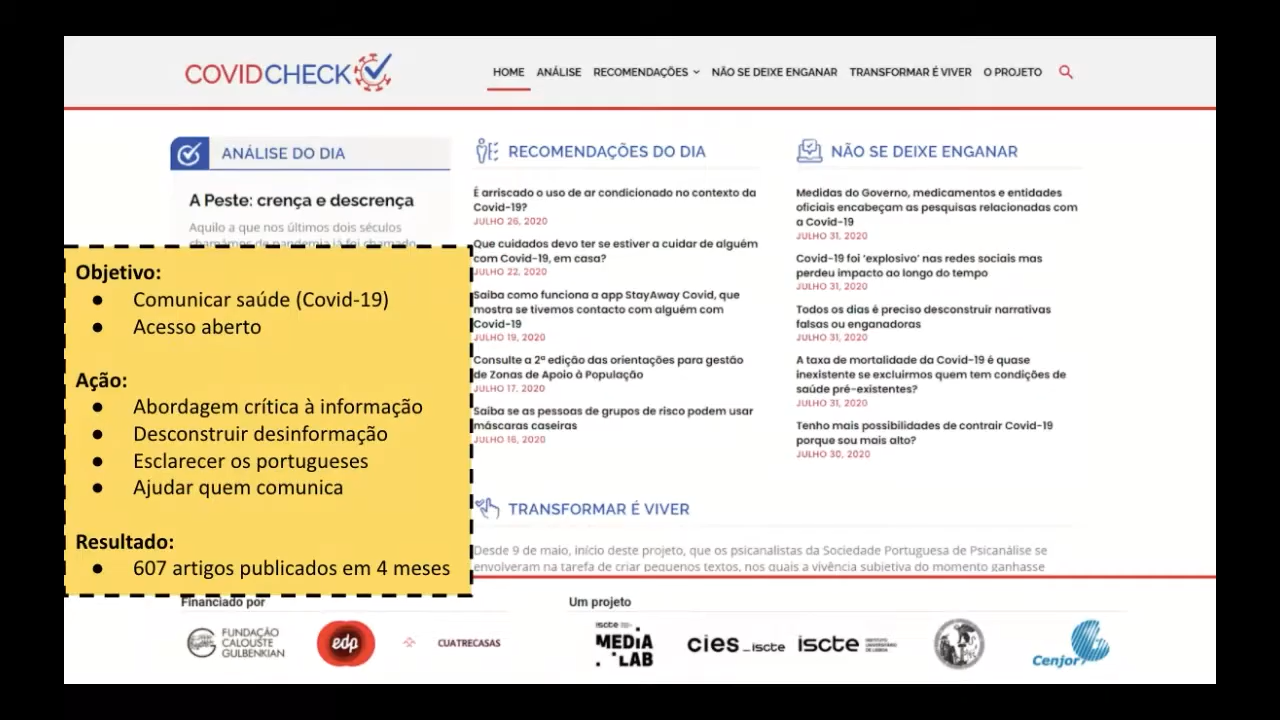 COVIDCHECK
HOME ANÁLISE RECOMENDAÇÕES NÃO SE DEIXE ENGANAR TRANSFORMAR É VIVER O PROJETO
ANÁLISE DO DIA
A Peste: crença e descrença
Aquilo a que nos últimos dois séculos
chamámos de pandemia já foi chamado
Objetivo:
● Comunicar saúde (Covid-19)
● Acesso aberto
Ação:
● Abordagem crítica à informação
● Desconstruir desinformação
● Esclarecer os portugueses
● Ajudar quem comunica
Resultado:
● 607 artigos publicados em 4 meses
RECOMENDAÇÕES DO DIA
É arriscado o uso de ar condicionado no contexto da
Covid-19?
JULHO 26, 2020
Que cuidados devo ter se estiver a cuidar de alguém
com Covid-19, em casa?
JULHO 22, 2020
Saiba como funciona a app StayAway Covid, que
mostra se tivemos contacto com alguém com
Covid-19
JULHO 19, 2020
Consulte a 2ª edição das orientações para gestão
de Zonas de Apoio à População
JULHO 17, 2020
Saiba se as pessoas de grupos de risco podem usar
máscaras caseiras
JULHO 16, 2020
NÃO SE DEIXE ENGANAR
Medidas do Governo, medicamentos e entidades
oficiais encabeçam as pesquisas relacionadas com
a Covid-19
JULHO 31, 2020
Covid-19 foi 'explosivo' nas redes sociais mas
perdeu impacto ao longo do tempo
JULHO 31, 2020
Todos os dias é preciso desconstruir narrativas
falsas ou enganadoras
JULHO 31, 2020
A taxa de mortalidade da Covid-19 é quase
inexistente se excluirmos quem tem condições de
saúde pré-existentes?
JULHO 31, 2020
Tenho mais possibilidades de contrair Covid-19
porque sou mais alto?
JULHO 30, 2020
TRANSFORMAR É VIVER
Desde 9 de maio, início deste projeto, que os psicanalistas da Sociedade Portuguesa de Psicanálise se
envolveram na tarefa de criar pequenos textos, nos quais a vivência subjetiva do momento ganhasse
Financiado por
FUNDAÇÃO
CALOUSTE
GULBENKIAN
edp
CUATRECASAS
Um projeto
iscte
MEDIA
LAB
cies_iscte
iscte
Cenjor